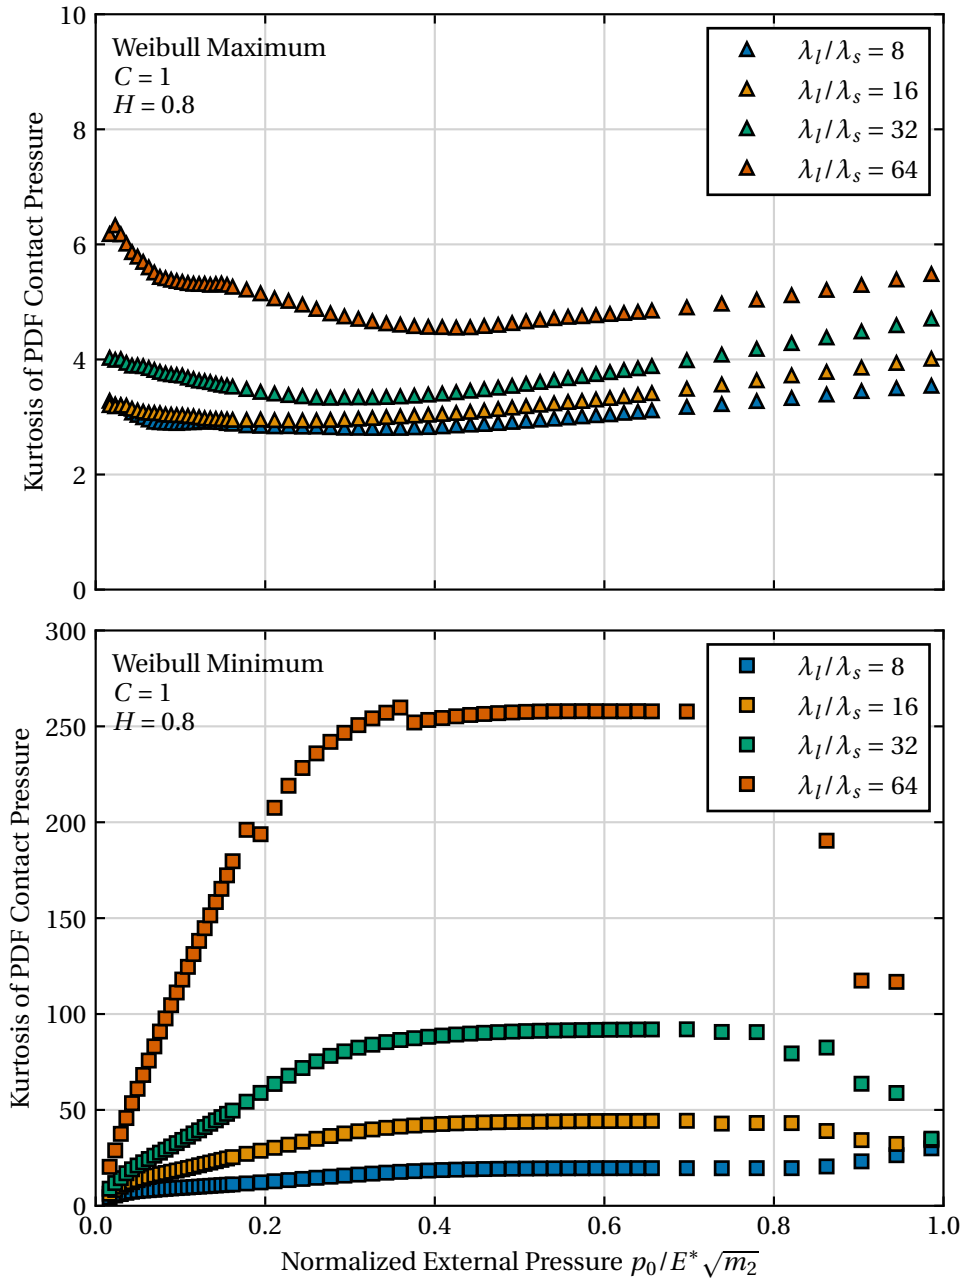 10
8
6
4
2
0
Kurtosis of PDF Contact Pressure
Weibull Maximum
C = 1
H = 0.8
λ_l/λ_s = 8
λ_l/λ_s = 16
λ_l/λ_s = 32
λ_l/λ_s = 64
300
250
200
150
100
50
0
Kurtosis of PDF Contact Pressure
Weibull Minimum
C = 1
H = 0.8
λ_l/λ_s = 8
λ_l/λ_s = 16
λ_l/λ_s = 32
λ_l/λ_s = 64
0.0 0.2 0.4 0.6 0.8 1.0
Normalized External Pressure p₀/E*√m₂